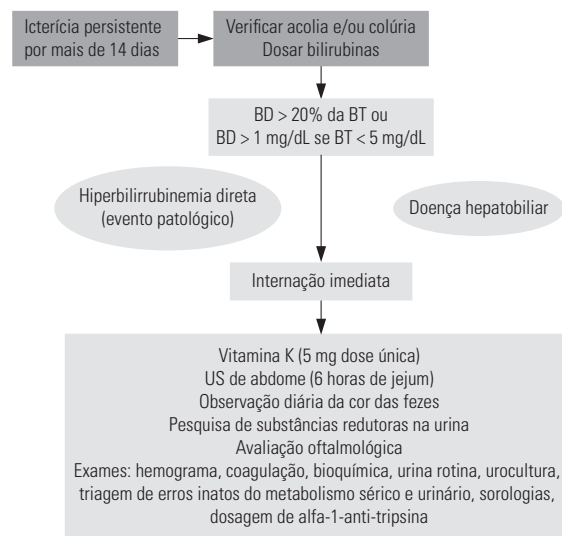 Icterícia persistente
por mais de 14 dias
Verificar acolia e/ou colúria
Dosar bilirubinas
BD > 20% da BT ou
BD > 1 mg/dL se BT < 5 mg/dL
Hiperbilirrubinemia direta
(evento patológico)
Doença hepatobiliar
Internação imediata
Vitamina K (5 mg dose única)
US de abdome (6 horas de jejum)
Observação diária da cor das fezes
Pesquisa de substâncias redutoras na urina
Avaliação oftalmológica
Exames: hemograma, coagulação, bioquímica, urina rotina, urocultura,
triagem de erros inatos do metabolismo sérico e urinário, sorologias,
dosagem de alfa-1-anti-tripsina